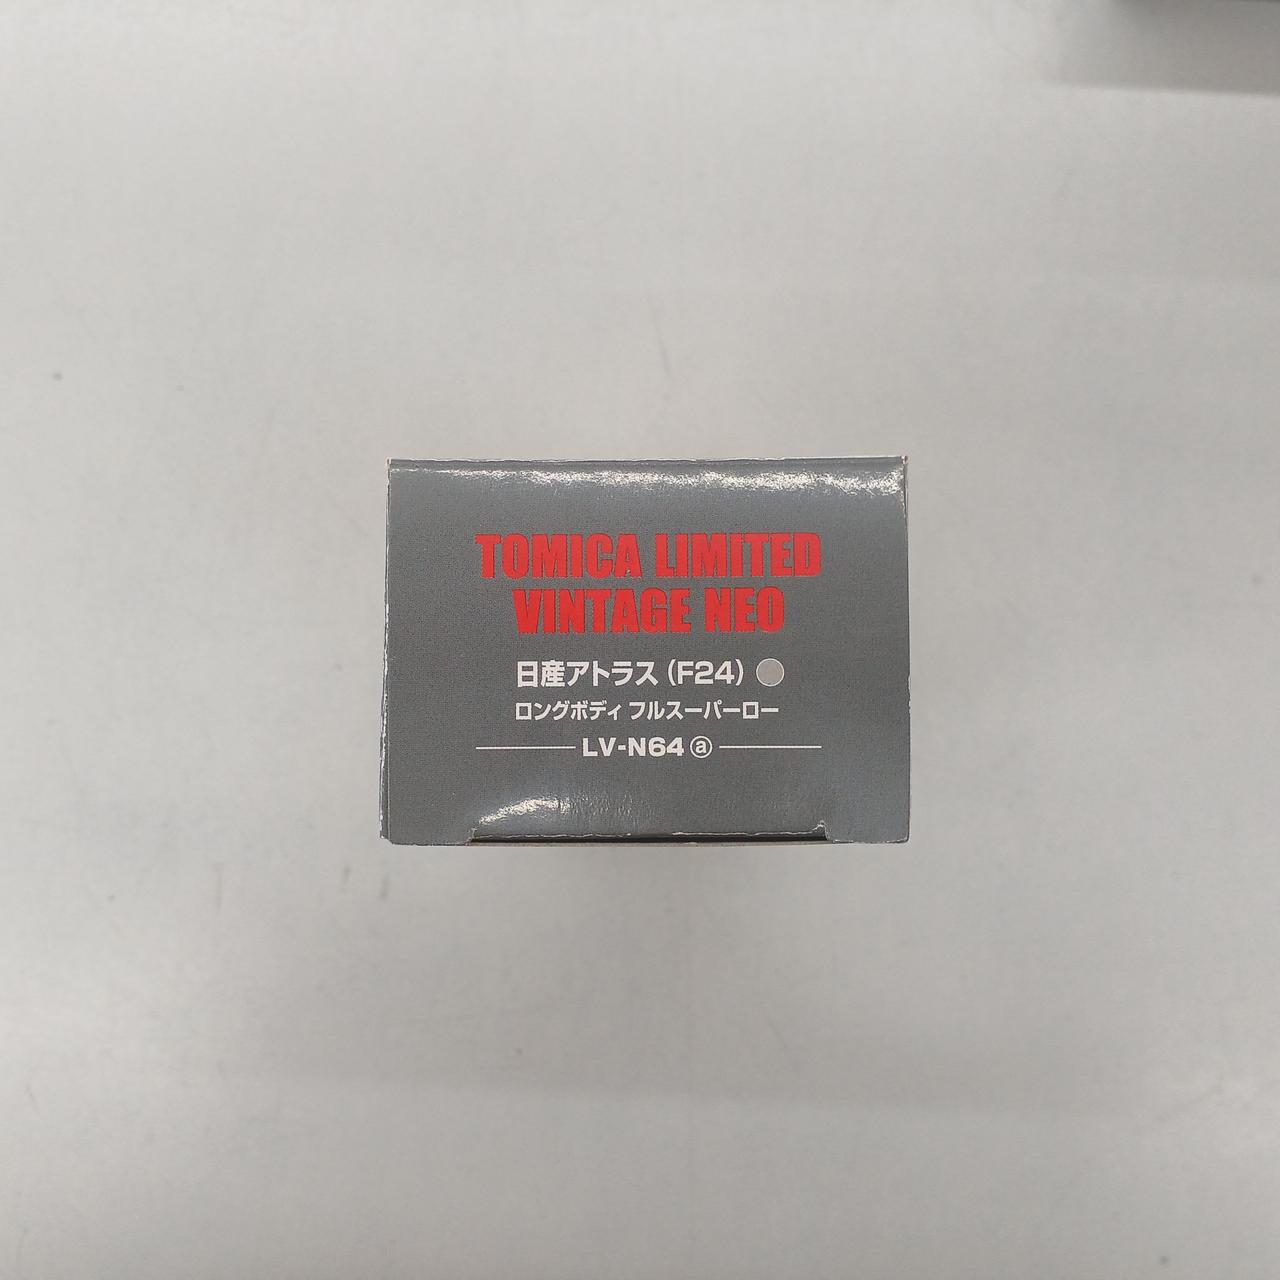 TOMICA LIMITED
VINTAGE NEO
日産アトラス(F24)
ロングボディ フルスーパーロー
LV-N64 ⓐ